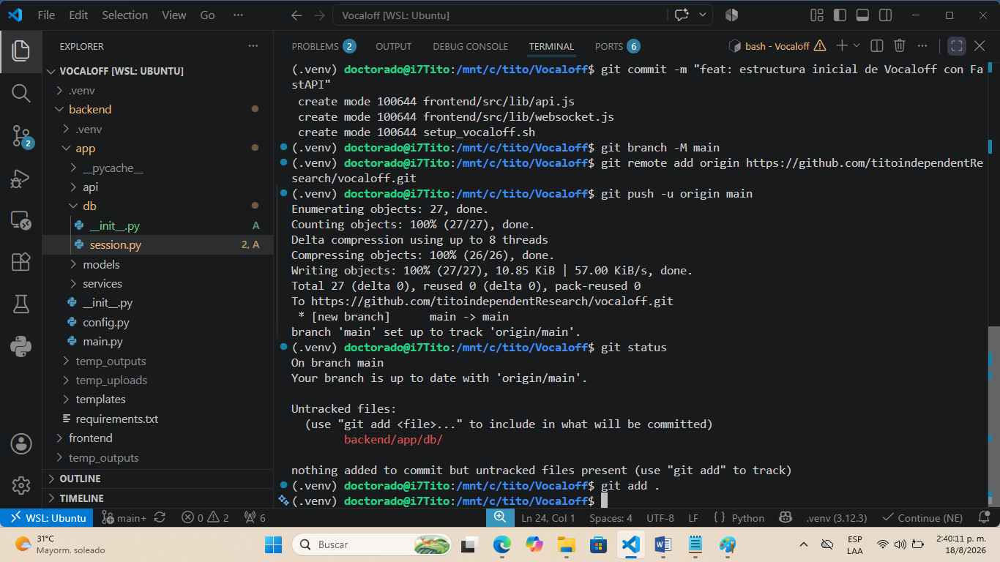 File Edit Selection View Go ···
Vocaloff [WSL: Ubuntu]
EXPLORER
VOCALOFF [WSL: UBUNTU]
.venv
backend
.venv
app
__pycache__
api
db
__init__.py A
session.py 2, A
models
services
__init__.py
config.py
main.py
temp_outputs
temp_uploads
templates
requirements.txt
frontend
temp_outputs
OUTLINE
TIMELINE
2
PROBLEMS 2 OUTPUT DEBUG CONSOLE TERMINAL PORTS 6
bash - Vocaloff
(.venv) doctorado@i7Tito:/mnt/c/tito/Vocaloff$ git commit -m "feat: estructura inicial de Vocaloff con Fa
stAPI"
create mode 100644 frontend/src/lib/api.js
create mode 100644 frontend/src/lib/websocket.js
create mode 100644 setup_vocaloff.sh
(.venv) doctorado@i7Tito:/mnt/c/tito/Vocaloff$ git branch -M main
(.venv) doctorado@i7Tito:/mnt/c/tito/Vocaloff$ git remote add origin https://github.com/titoindependentRe
search/vocaloff.git
(.venv) doctorado@i7Tito:/mnt/c/tito/Vocaloff$ git push -u origin main
Enumerating objects: 27, done.
Counting objects: 100% (27/27), done.
Delta compression using up to 8 threads
Compressing objects: 100% (26/26), done.
Writing objects: 100% (27/27), 10.85 KiB | 57.00 KiB/s, done.
Total 27 (delta 0), reused 0 (delta 0), pack-reused 0
To https://github.com/titoindependentResearch/vocaloff.git
* [new branch] main -> main
branch 'main' set up to track 'origin/main'.
(.venv) doctorado@i7Tito:/mnt/c/tito/Vocaloff$ git status
On branch main
Your branch is up to date with 'origin/main'.
Untracked files:
(use "git add <file>..." to include in what will be committed)
backend/app/db/
nothing added to commit but untracked files present (use "git add" to track)
(.venv) doctorado@i7Tito:/mnt/c/tito/Vocaloff$ git add .
(.venv) doctorado@i7Tito:/mnt/c/tito/Vocaloff$
WSL: Ubuntu main+ 0 2 6 Ln 24, Col 1 Spaces: 4 UTF-8 LF {} Python .venv (3.12.3) Continue (NE)
31°C
Mayorm. soleado
Buscar
ESP
LAA
2:40:11 p. m.
18/8/2026